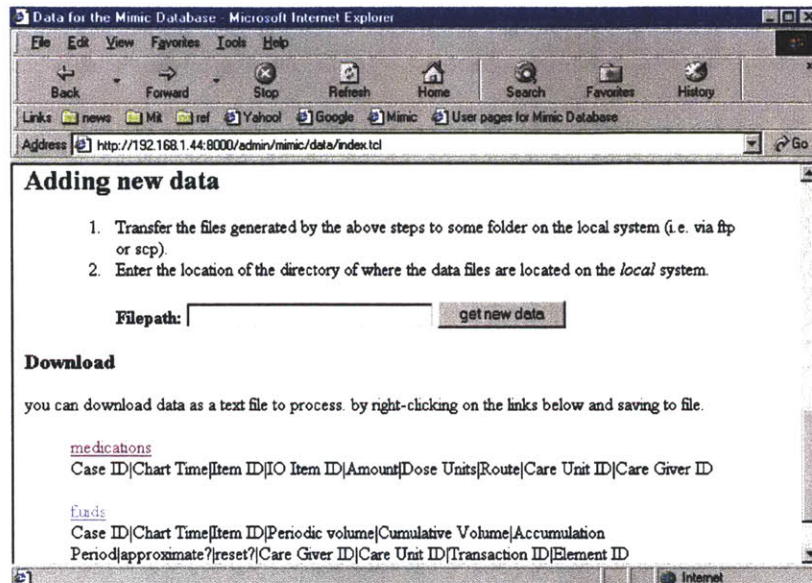 Data for the Mimic Database - Microsoft Internet Explorer
File Edit View Favorites Tools Help
Back Forward Stop Refresh Home Search Favorites History
Links news Mit ref Yahoo! Google Mimic User pages for Mimic Database
Address http://192.168.1.44:8000/admin/mimic/data/index.tcl Go
Adding new data
1. Transfer the files generated by the above steps to some folder on the local system (i.e. via ftp
or scp).
2. Enter the location of the directory of where the data files are located on the local system.
Filepath: get new data
Download
you can download data as a text file to process. by right-clicking on the links below and saving to file.
medications
Case ID|Chart Time|Item ID|IO Item ID|Amount|Dose Units|Route|Care Unit ID|Care Giver ID
fluids
Case ID|Chart Time|Item ID|Periodic volume|Cumulative Volume|Accumulation
Period|approximate?|reset?|Care Giver ID|Care Unit ID|Transaction ID|Element ID
Internet